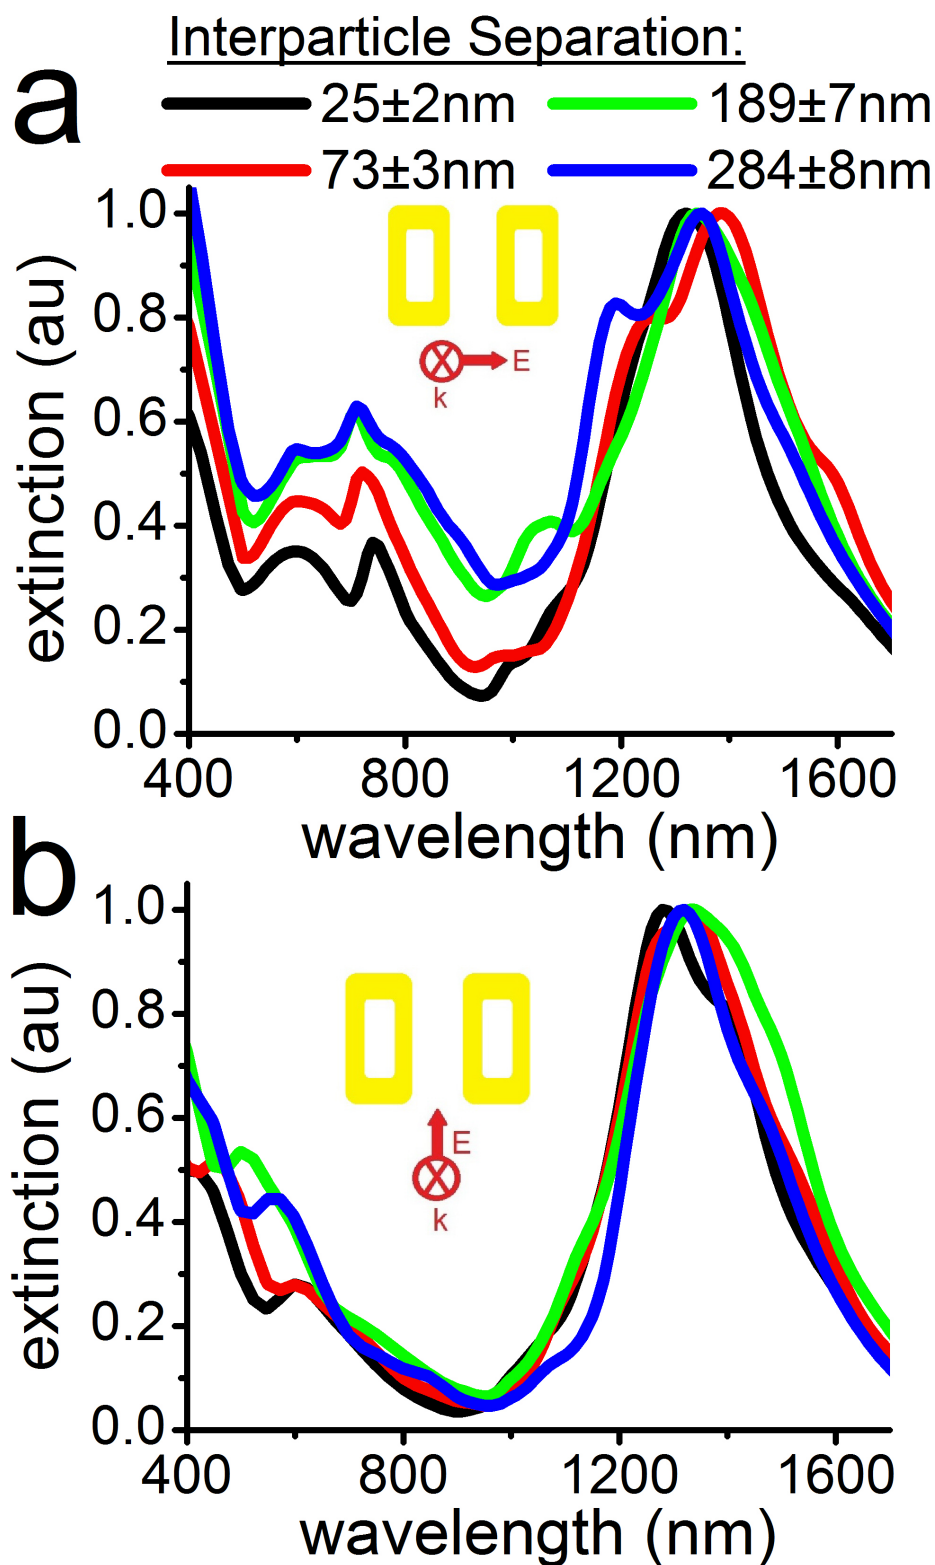 Interparticle Separation:
a
25±2nm 189±7nm
73±3nm 284±8nm
1.0
0.8
0.6
0.4
0.2
0.0
extinction (au)
E
k
400 800 1200 1600
wavelength (nm)
b
1.0
0.8
0.6
0.4
0.2
0.0
extinction (au)
E
k
400 800 1200 1600
wavelength (nm)